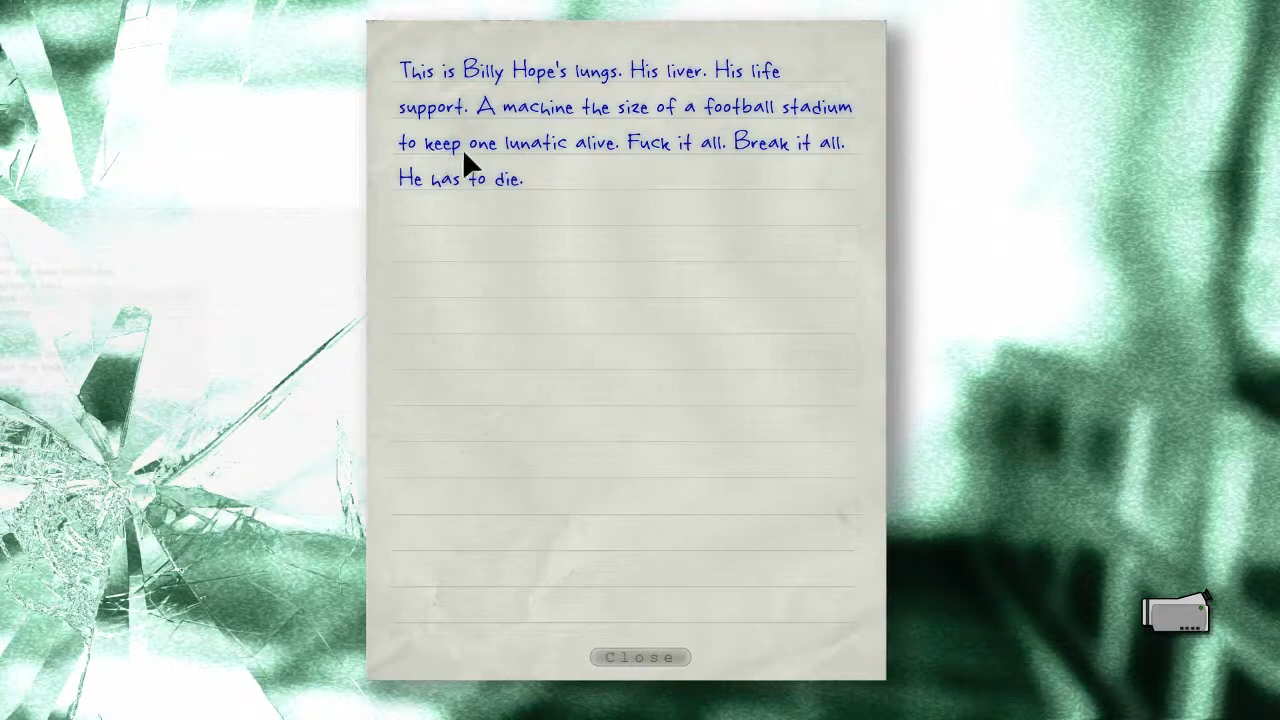 This is Billy Hope's lungs. His liver. His life
support. A machine the size of a football stadium
to keep one lunatic alive. Fuck it all. Break it all.
He has to die.
Close